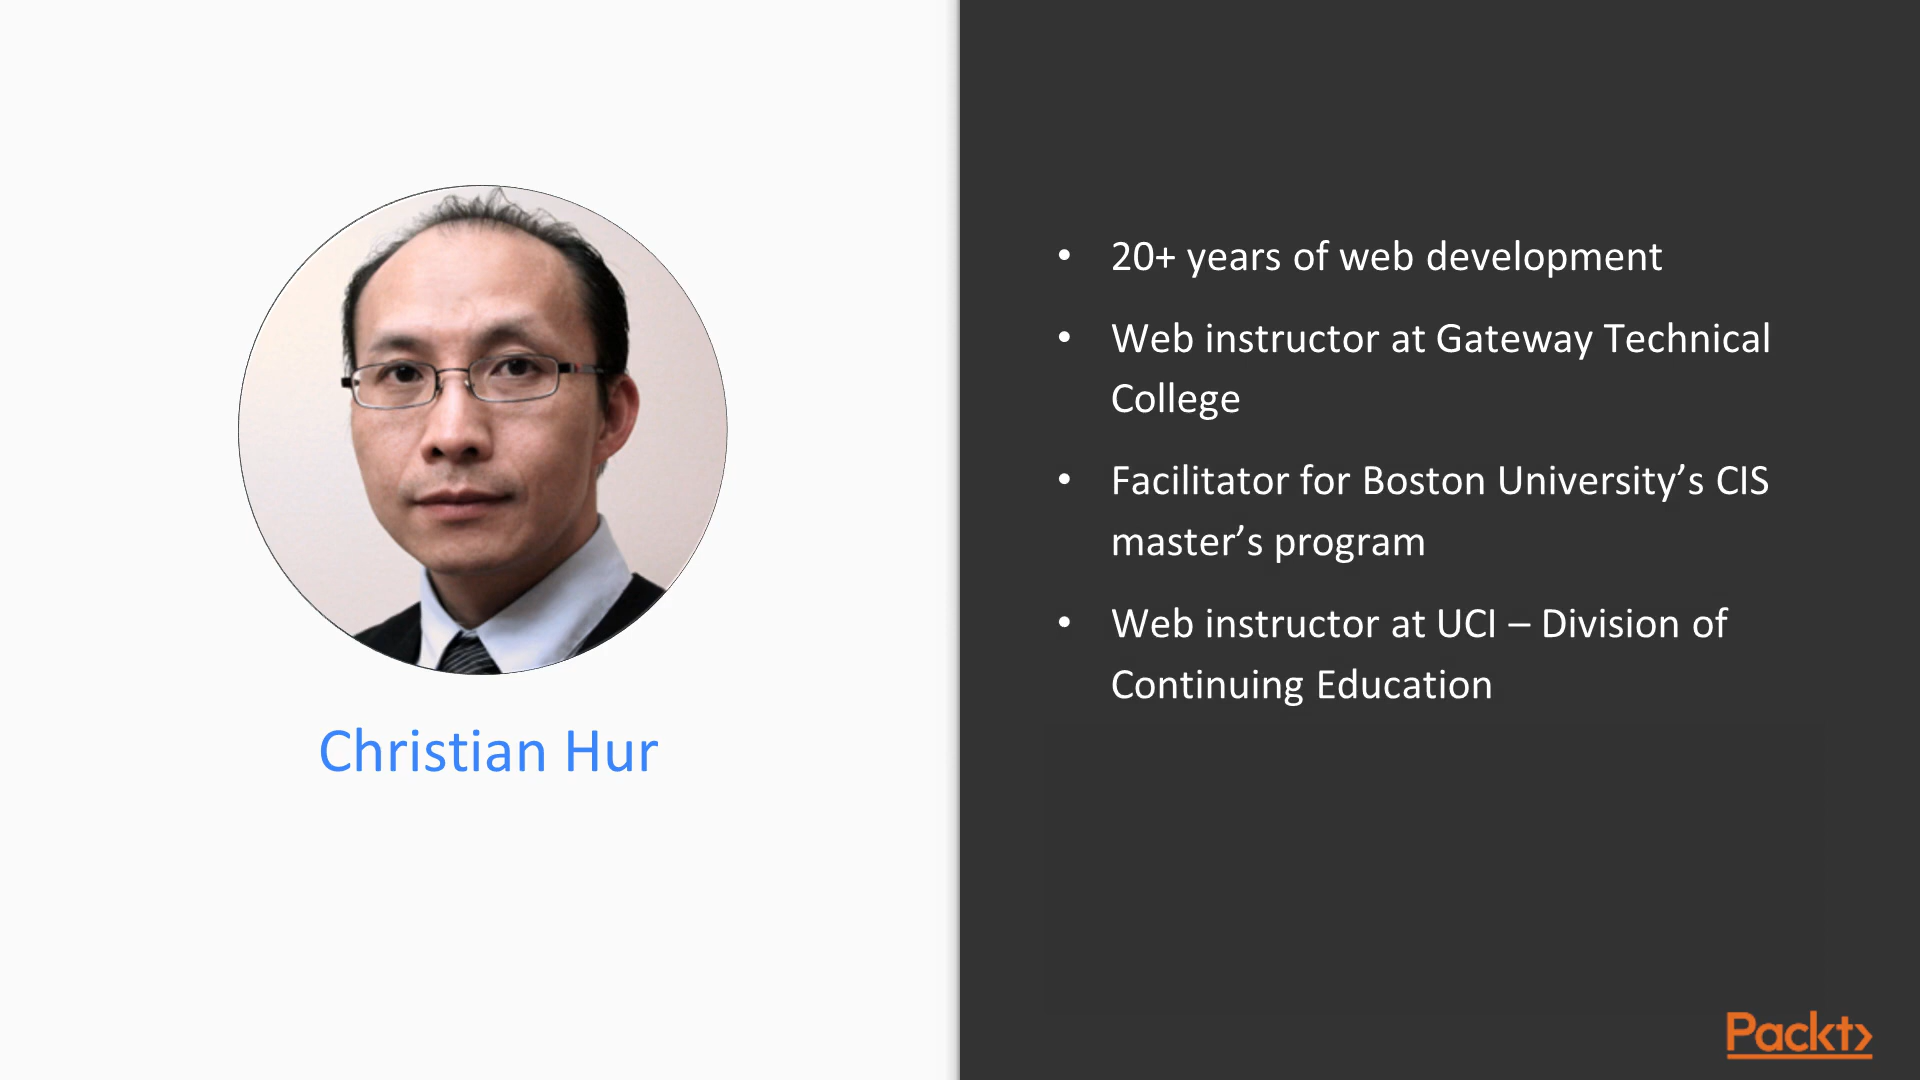 Christian Hur
• 20+ years of web development
• Web instructor at Gateway Technical
College
• Facilitator for Boston University’s CIS
master’s program
• Web instructor at UCI – Division of
Continuing Education
Packt>